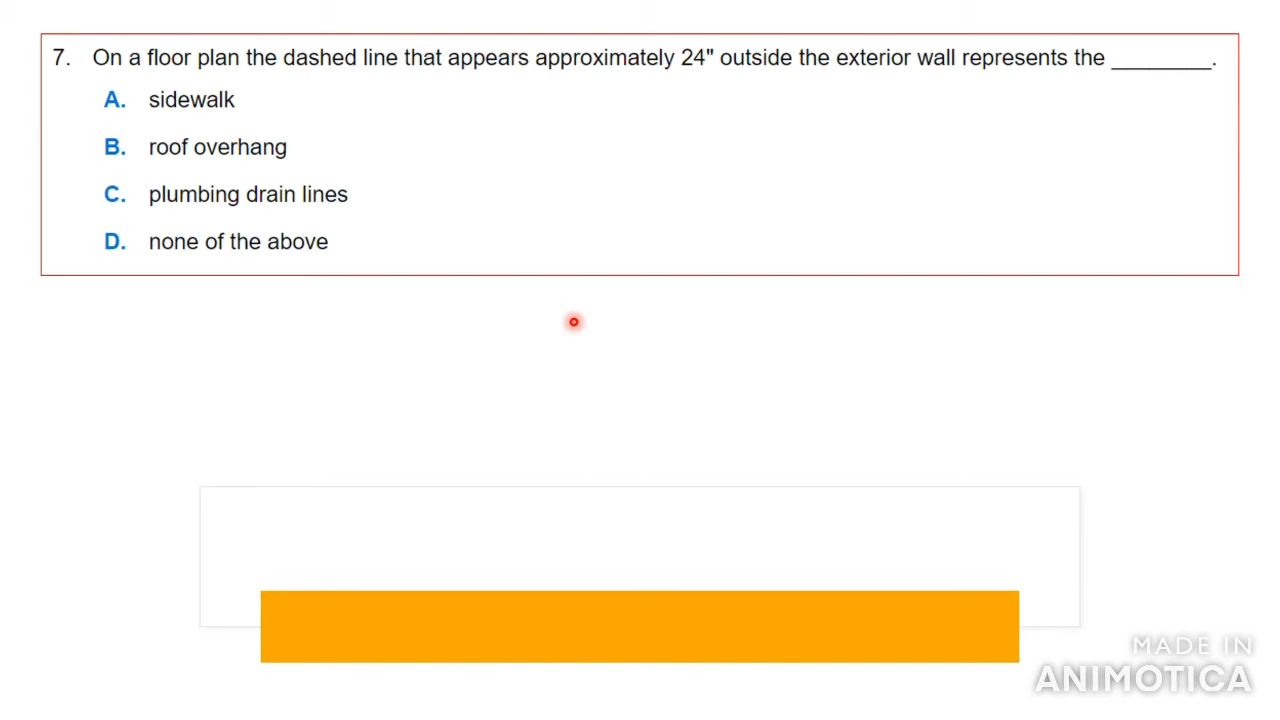 7. On a floor plan the dashed line that appears approximately 24" outside the exterior wall represents the ________.
A. sidewalk
B. roof overhang
C. plumbing drain lines
D. none of the above
MADE IN
ANIMOTICA